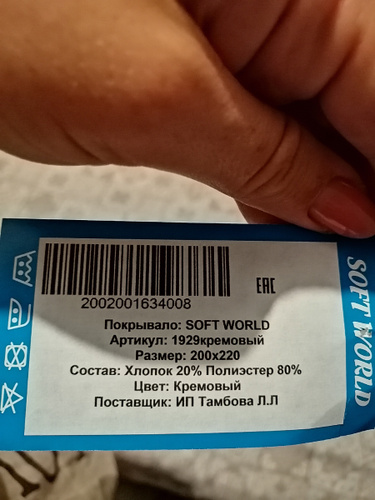 2002001634008
EAC
Покрывало: SOFT WORLD
Артикул: 1929кремовый
Размер: 200x220
Состав: Хлопок 20% Полиэстер 80%
Цвет: Кремовый
Поставщик: ИП Тамбова Л.Л
SOFT WORLD